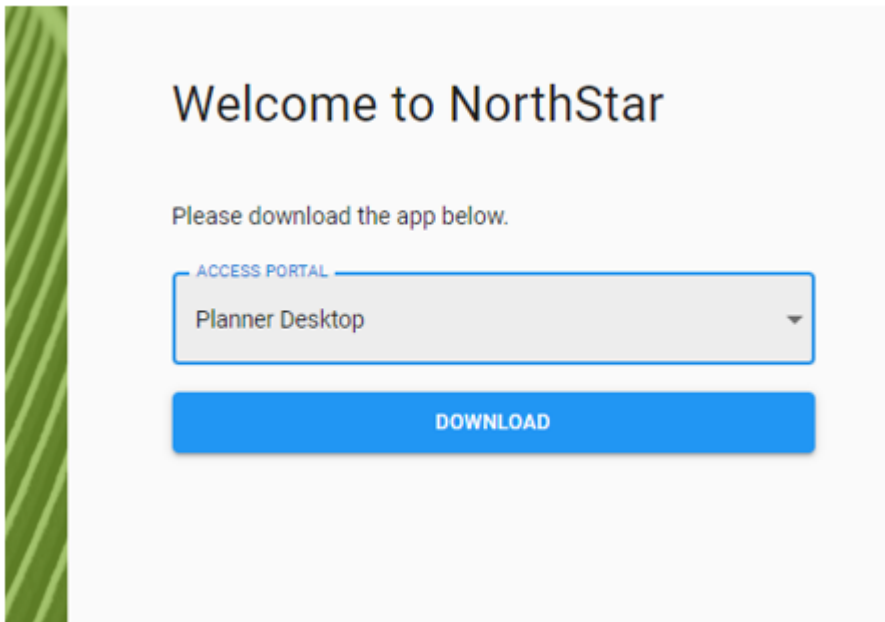 Welcome to NorthStar
Please download the app below.
ACCESS PORTAL
Planner Desktop
DOWNLOAD